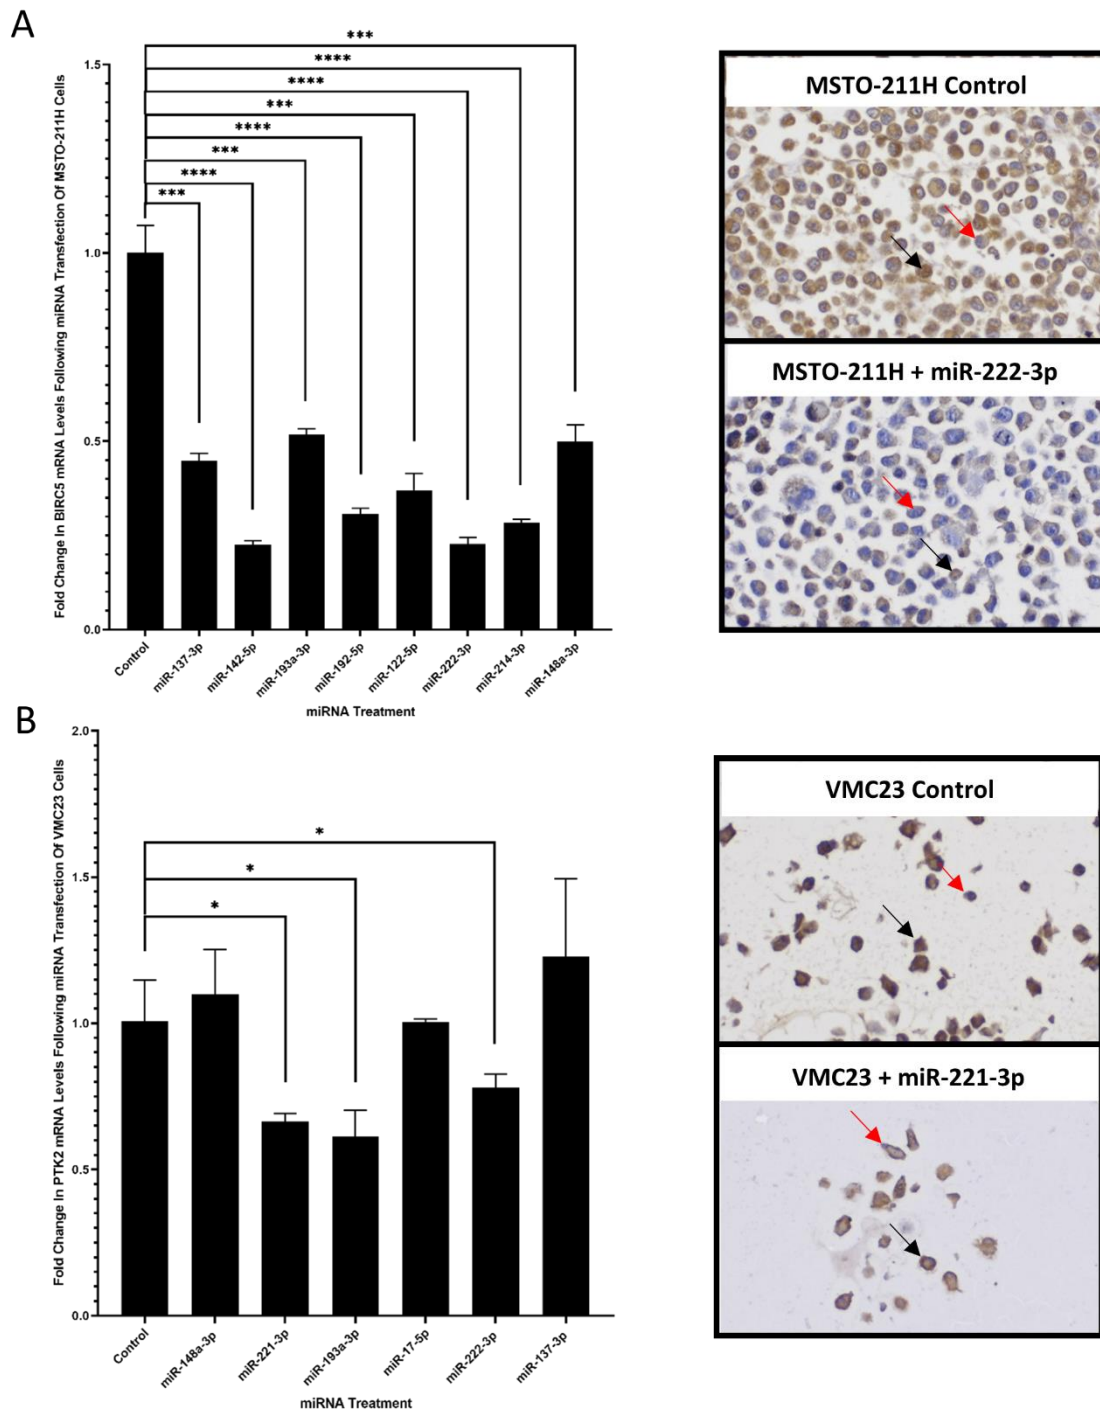 A
Fold Change In BIRC5 mRNA Levels Following miRNA Transfection Of MSTO-211H Cells
1.5
1.0
0.5
0.0
***
****
****
***
****
***
****
***
Control
miR-137-3p
miR-142-5p
miR-193a-3p
miR-192-5p
miR-122-5p
miR-222-3p
miR-214-3p
miR-148a-3p
miRNA Treatment
MSTO-211H Control
MSTO-211H + miR-222-3p
B
Fold Change In PTK2 mRNA Levels Following miRNA Transfection Of VMC23 Cells
2.0
1.5
1.0
0.5
0.0
*
*
*
Control
miR-148a-3p
miR-221-3p
miR-193a-3p
miR-17-5p
miR-222-3p
miR-137-3p
miRNA Treatment
VMC23 Control
VMC23 + miR-221-3p